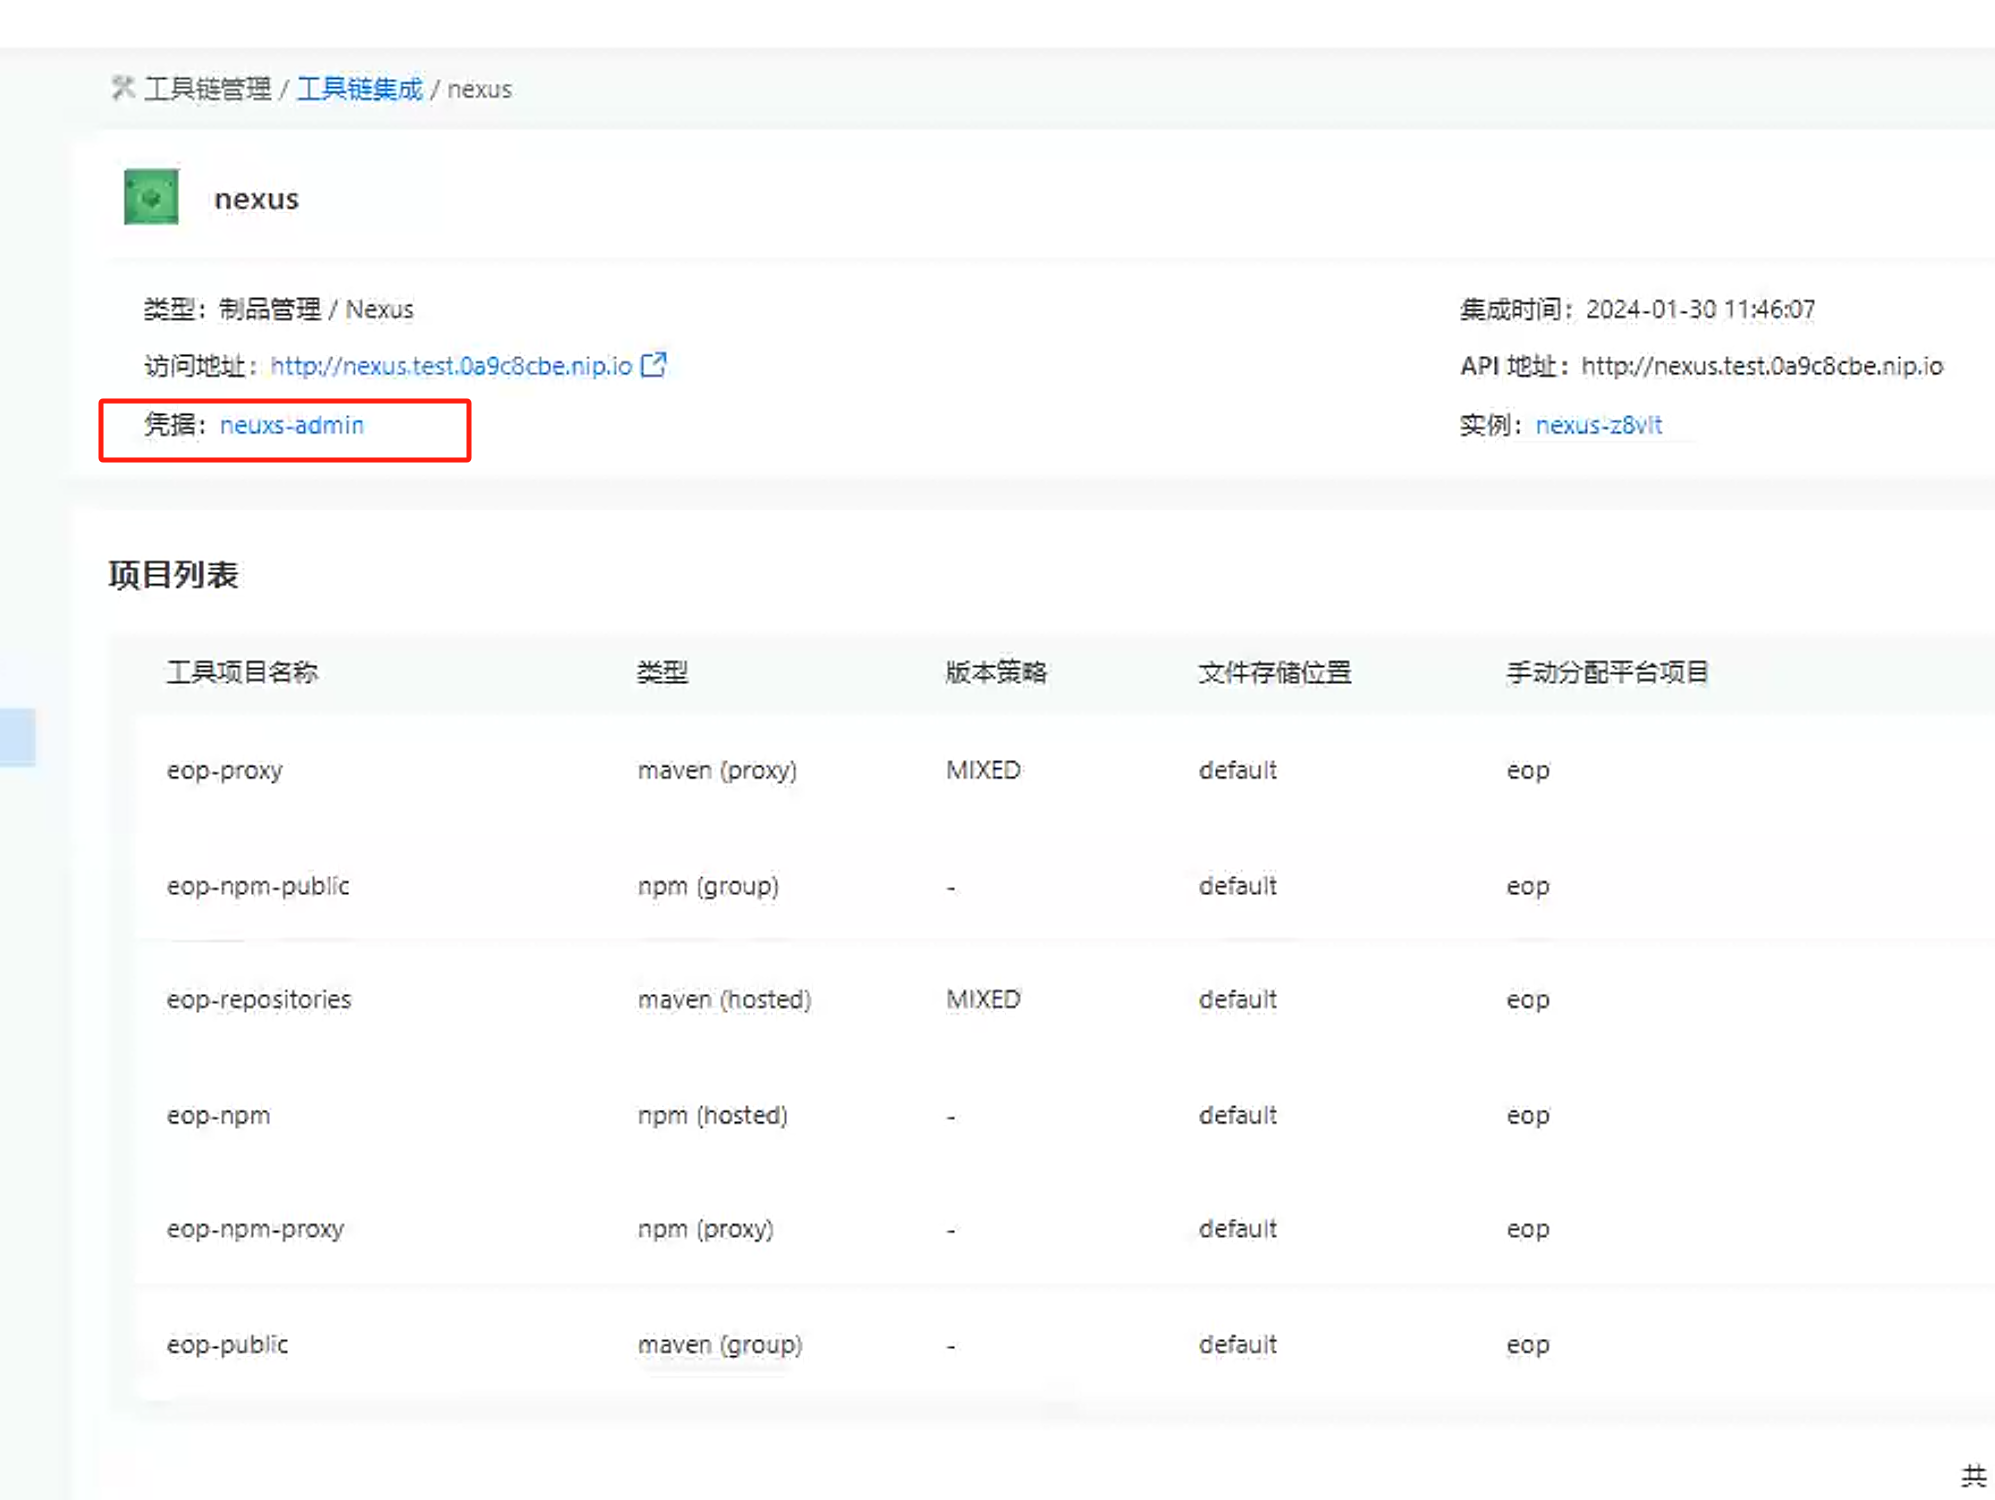 工具链管理 / 工具链集成 / nexus
nexus
类型：制品管理 / Nexus
集成时间：2024-01-30 11:46:07
访问地址：http://nexus.test.0a9c8cbe.nip.io
API 地址：http://nexus.test.0a9c8cbe.nip.io
凭据：neuxs-admin
实例：nexus-z8vlt
项目列表
工具项目名称 类型 版本策略 文件存储位置 手动分配平台项目
eop-proxy maven (proxy) MIXED default eop
eop-npm-public npm (group) - default eop
eop-repositories maven (hosted) MIXED default eop
eop-npm npm (hosted) - default eop
eop-npm-proxy npm (proxy) - default eop
eop-public maven (group) - default eop
共